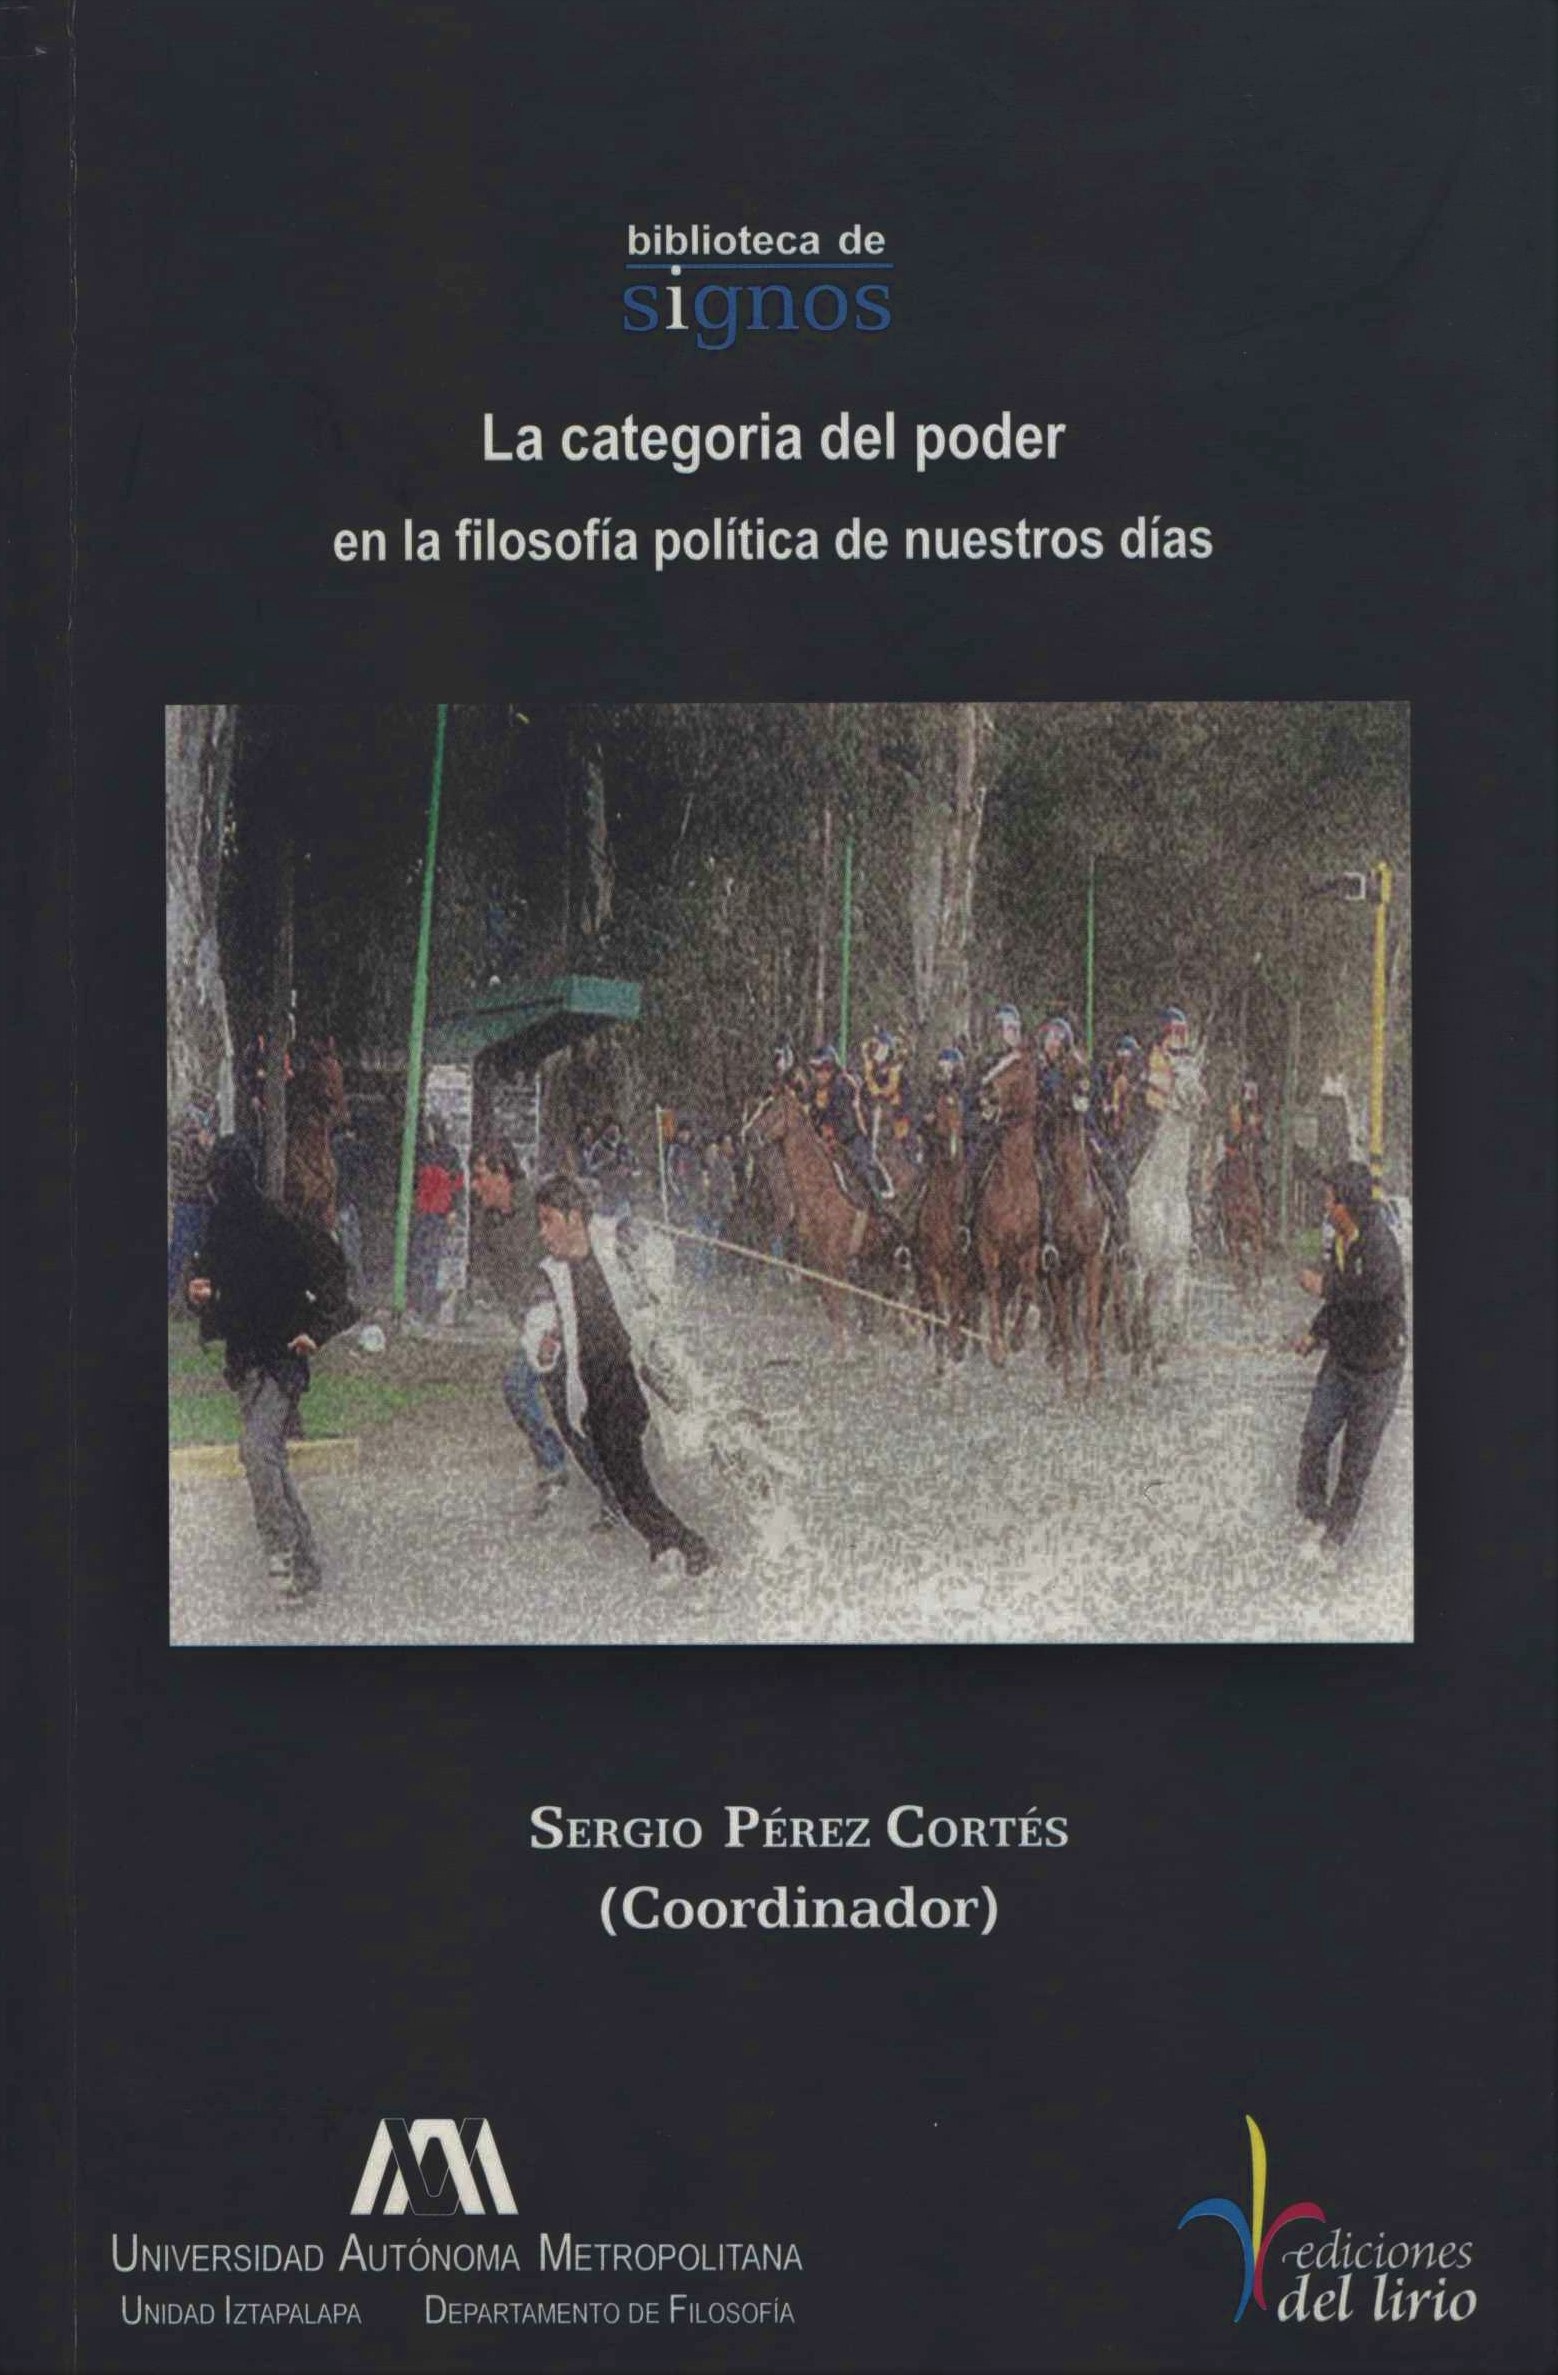 biblioteca de
signos
La categoria del poder
en la filosofía política de nuestros días
SERGIO PÉREZ CORTÉS
(Coordinador)
UNIVERSIDAD AUTÓNOMA METROPOLITANA
UNIDAD IZTAPALAPA DEPARTAMENTO DE FILOSOFÍA
ediciones
del lirio